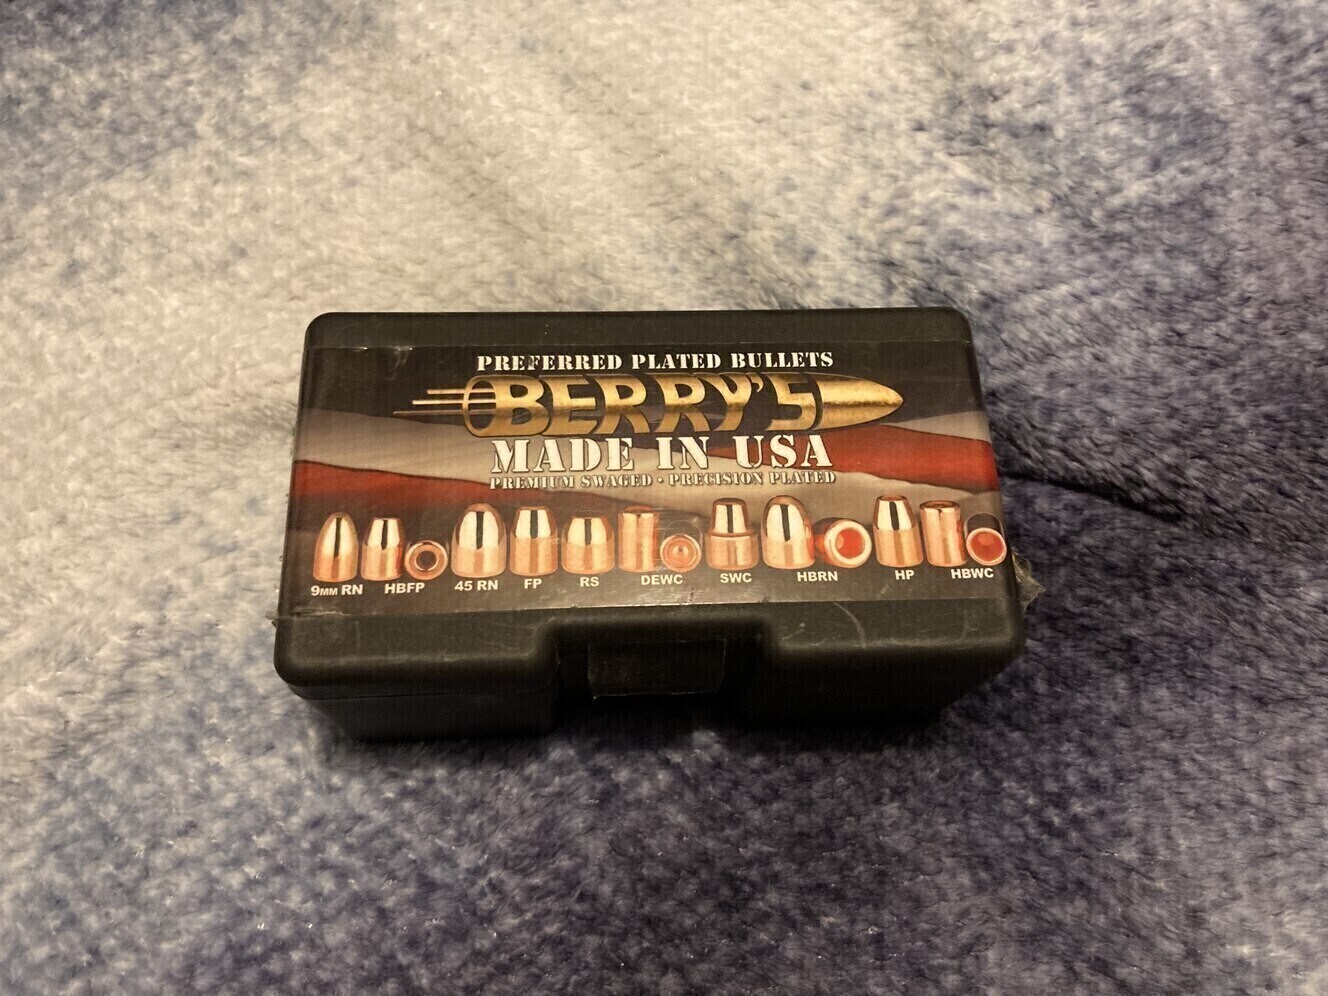 PREFERRED PLATED BULLETS
BERRY'S
MADE IN USA
PREMIUM SWAGED • PRECISION PLATED
9MM RN HBFP 45 RN FP RS DEWC SWC HBRN HP HBWC